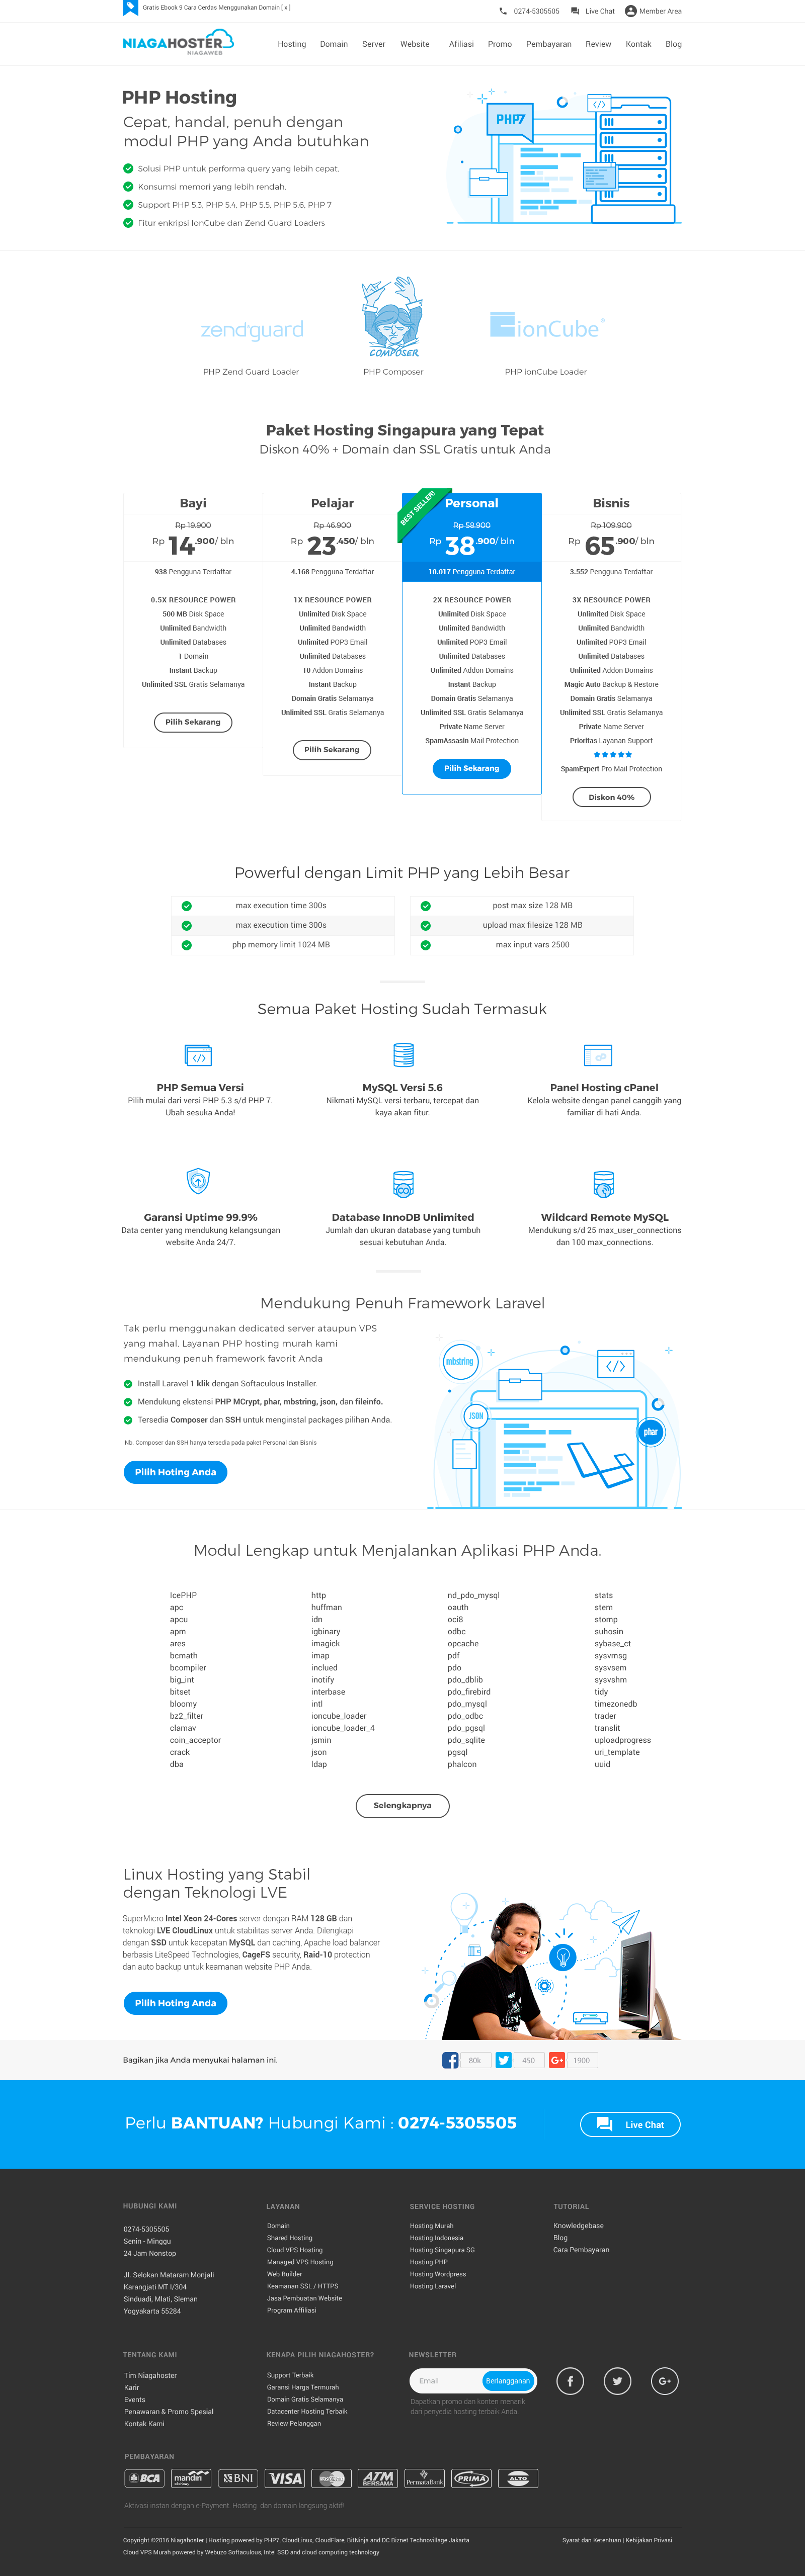 Gratis Ebook 9 Cara Cerdas Menggunakan Domain [ x ]
0274-5305505 Live Chat Member Area
NIAGAHOSTER
NIAGAWEB
Hosting Domain Server Website Afiliasi Promo Pembayaran Review Kontak Blog
PHP Hosting
Cepat, handal, penuh dengan
modul PHP yang Anda butuhkan
Solusi PHP untuk performa query yang lebih cepat.
Konsumsi memori yang lebih rendah.
Support PHP 5.3, PHP 5.4, PHP 5.5, PHP 5.6, PHP 7
Fitur enkripsi IonCube dan Zend Guard Loaders
PHP7
</>
zend guard
COMPOSER
ionCube®
PHP Zend Guard Loader
PHP Composer
PHP ionCube Loader
Paket Hosting Singapura yang Tepat
Diskon 40% + Domain dan SSL Gratis untuk Anda
Bayi
Rp 19.900
Rp 14.900/ bln
938 Pengguna Terdaftar
0.5X RESOURCE POWER
500 MB Disk Space
Unlimited Bandwidth
Unlimited Databases
1 Domain
Instant Backup
Unlimited SSL Gratis Selamanya
Pilih Sekarang
Pelajar
Rp 46.900
Rp 23.450/ bln
4.168 Pengguna Terdaftar
1X RESOURCE POWER
Unlimited Disk Space
Unlimited Bandwidth
Unlimited POP3 Email
Unlimited Databases
10 Addon Domains
Instant Backup
Domain Gratis Selamanya
Unlimited SSL Gratis Selamanya
Pilih Sekarang
BEST SELLER!
Personal
Rp 58.900
Rp 38.900/ bln
10.017 Pengguna Terdaftar
2X RESOURCE POWER
Unlimited Disk Space
Unlimited Bandwidth
Unlimited POP3 Email
Unlimited Databases
Unlimited Addon Domains
Instant Backup
Domain Gratis Selamanya
Unlimited SSL Gratis Selamanya
Private Name Server
SpamAssasin Mail Protection
Pilih Sekarang
Bisnis
Rp 109.900
Rp 65.900/ bln
3.552 Pengguna Terdaftar
3X RESOURCE POWER
Unlimited Disk Space
Unlimited Bandwidth
Unlimited POP3 Email
Unlimited Databases
Unlimited Addon Domains
Magic Auto Backup & Restore
Domain Gratis Selamanya
Unlimited SSL Gratis Selamanya
Private Name Server
Prioritas Layanan Support
SpamExpert Pro Mail Protection
Diskon 40%
Powerful dengan Limit PHP yang Lebih Besar
max execution time 300s
max execution time 300s
php memory limit 1024 MB
post max size 128 MB
upload max filesize 128 MB
max input vars 2500
Semua Paket Hosting Sudah Termasuk
</>
PHP Semua Versi
Pilih mulai dari versi PHP 5.3 s/d PHP 7.
Ubah sesuka Anda!
MySQL Versi 5.6
Nikmati MySQL versi terbaru, tercepat dan
kaya akan fitur.
Panel Hosting cPanel
Kelola website dengan panel canggih yang
familiar di hati Anda.
Garansi Uptime 99.9%
Data center yang mendukung kelangsungan
website Anda 24/7.
Database InnoDB Unlimited
Jumlah dan ukuran database yang tumbuh
sesuai kebutuhan Anda.
Wildcard Remote MySQL
Mendukung s/d 25 max_user_connections
dan 100 max_connections.
Mendukung Penuh Framework Laravel
Tak perlu menggunakan dedicated server ataupun VPS
yang mahal. Layanan PHP hosting murah kami
mendukung penuh framework favorit Anda
Install Laravel 1 klik dengan Softaculous Installer.
Mendukung ekstensi PHP MCrypt, phar, mbstring, json, dan fileinfo.
Tersedia Composer dan SSH untuk menginstal packages pilihan Anda.
Nb. Composer dan SSH hanya tersedia pada paket Personal dan Bisnis
Pilih Hoting Anda
mbstring
</>
JSON
phar
Modul Lengkap untuk Menjalankan Aplikasi PHP Anda.
IcePHP
apc
apcu
apm
ares
bcmath
bcompiler
big_int
bitset
bloomy
bz2_filter
clamav
coin_acceptor
crack
dba
http
huffman
idn
igbinary
imagick
imap
inclued
inotify
interbase
intl
ioncube_loader
ioncube_loader_4
jsmin
json
ldap
nd_pdo_mysql
oauth
oci8
odbc
opcache
pdf
pdo
pdo_dblib
pdo_firebird
pdo_mysql
pdo_odbc
pdo_pgsql
pdo_sqlite
pgsql
phalcon
stats
stem
stomp
suhosin
sybase_ct
sysvmsg
sysvsem
sysvshm
tidy
timezonedb
trader
translit
uploadprogress
uri_template
uuid
Selengkapnya
Linux Hosting yang Stabil
dengan Teknologi LVE
SuperMicro Intel Xeon 24-Cores server dengan RAM 128 GB dan
teknologi LVE CloudLinux untuk stabilitas server Anda. Dilengkapi
dengan SSD untuk kecepatan MySQL dan caching, Apache load balancer
berbasis LiteSpeed Technologies, CageFS security, Raid-10 protection
dan auto backup untuk keamanan website PHP Anda.
Pilih Hoting Anda
Bagikan jika Anda menyukai halaman ini.
80k 450 G+ 1900
Perlu BANTUAN? Hubungi Kami : 0274-5305505
Live Chat
HUBUNGI KAMI
0274-5305505
Senin - Minggu
24 Jam Nonstop
Jl. Selokan Mataram Monjali
Karangjati MT I/304
Sinduadi, Mlati, Sleman
Yogyakarta 55284
LAYANAN
Domain
Shared Hosting
Cloud VPS Hosting
Managed VPS Hosting
Web Builder
Keamanan SSL / HTTPS
Jasa Pembuatan Website
Program Affiliasi
SERVICE HOSTING
Hosting Murah
Hosting Indonesia
Hosting Singapura SG
Hosting PHP
Hosting Wordpress
Hosting Laravel
TUTORIAL
Knowledgebase
Blog
Cara Pembayaran
TENTANG KAMI
Tim Niagahoster
Karir
Events
Penawaran & Promo Spesial
Kontak Kami
KENAPA PILIH NIAGAHOSTER?
Support Terbaik
Garansi Harga Termurah
Domain Gratis Selamanya
Datacenter Hosting Terbaik
Review Pelanggan
NEWSLETTER
Email Berlangganan
Dapatkan promo dan konten menarik
dari penyedia hosting terbaik Anda.
G+
PEMBAYARAN
BCA mandiri BNI VISA MasterCard ATM BERSAMA PermataBank PRIMA ALTO
Aktivasi instan dengan e-Payment. Hosting dan domain langsung aktif!
Copyright ©2016 Niagahoster | Hosting powered by PHP7, CloudLinux, CloudFlare, BitNinja and DC Biznet Technovillage Jakarta
Cloud VPS Murah powered by Webuzo Softaculous, Intel SSD and cloud computing technology
Syarat dan Ketentuan | Kebijakan Privasi